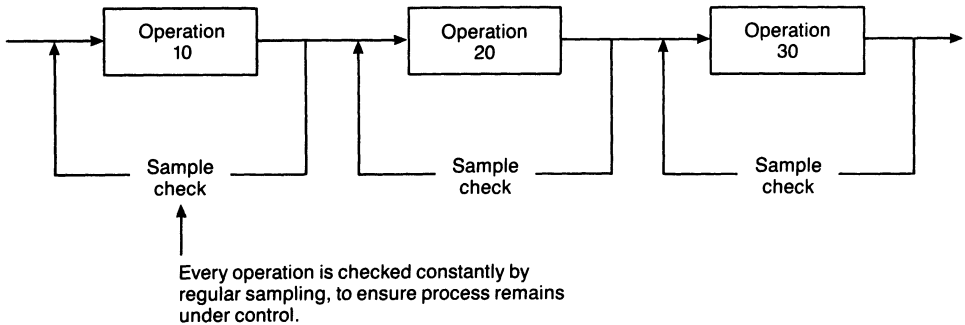 Operation
10
Operation
20
Operation
30
Sample
check
Sample
check
Sample
check
Every operation is checked constantly by
regular sampling, to ensure process remains
under control.